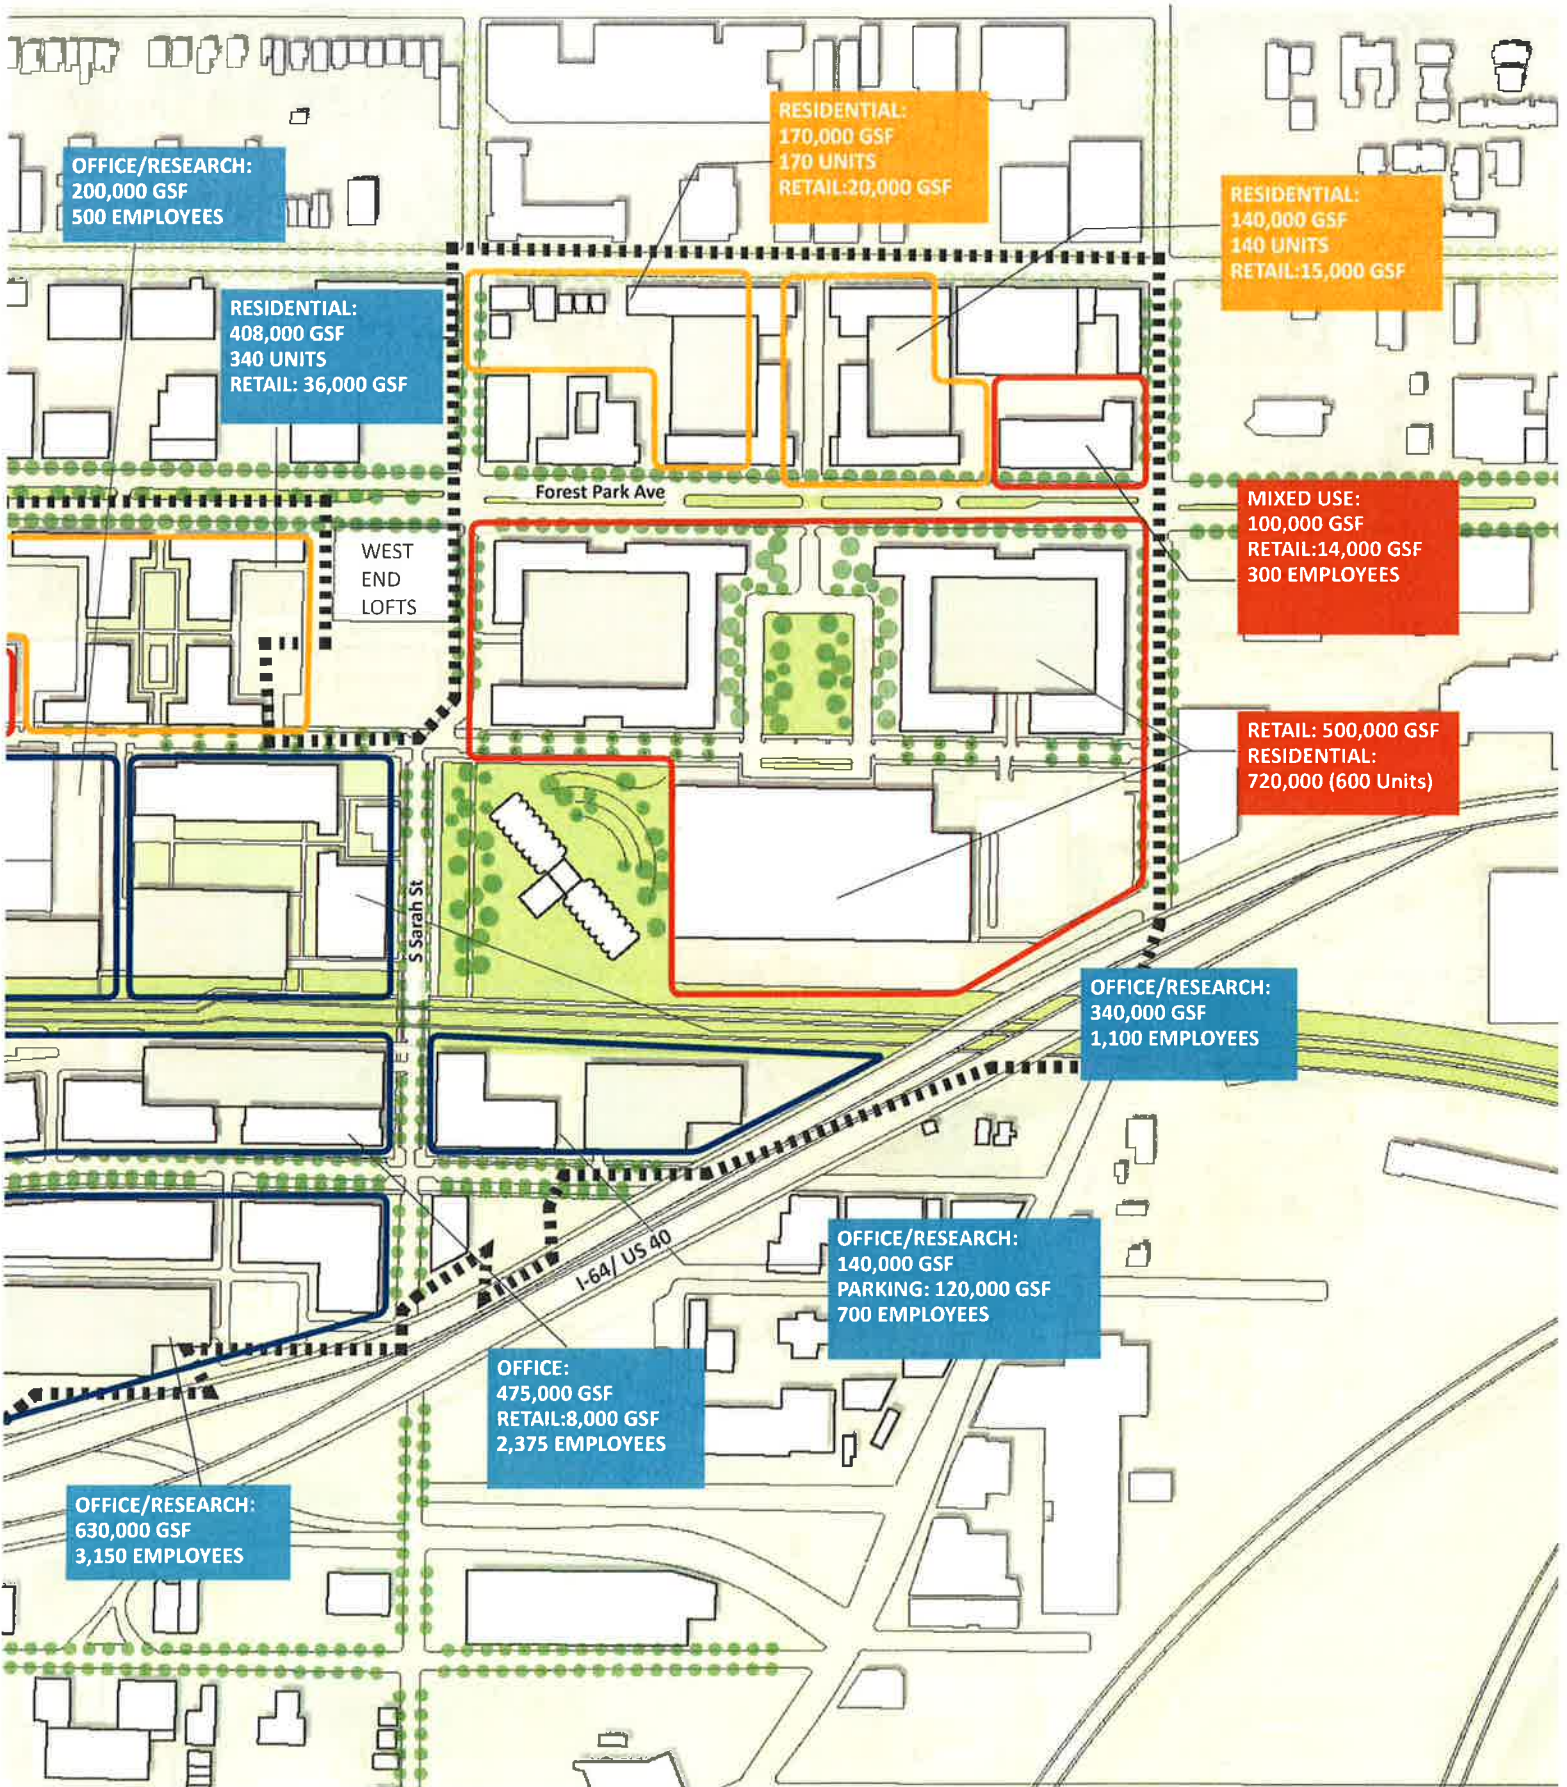 RESIDENTIAL:
170,000 GSF
170 UNITS
RETAIL:20,000 GSF
OFFICE/RESEARCH:
200,000 GSF
500 EMPLOYEES
RESIDENTIAL:
140,000 GSF
140 UNITS
RETAIL:15,000 GSF
RESIDENTIAL:
408,000 GSF
340 UNITS
RETAIL: 36,000 GSF
Forest Park Ave
MIXED USE:
100,000 GSF
RETAIL:14,000 GSF
300 EMPLOYEES
WEST
END
LOFTS
RETAIL: 500,000 GSF
RESIDENTIAL:
720,000 (600 Units)
S Sarah St
OFFICE/RESEARCH:
340,000 GSF
1,100 EMPLOYEES
OFFICE/RESEARCH:
140,000 GSF
PARKING: 120,000 GSF
700 EMPLOYEES
I-64/ US 40
OFFICE:
475,000 GSF
RETAIL:8,000 GSF
2,375 EMPLOYEES
OFFICE/RESEARCH:
630,000 GSF
3,150 EMPLOYEES